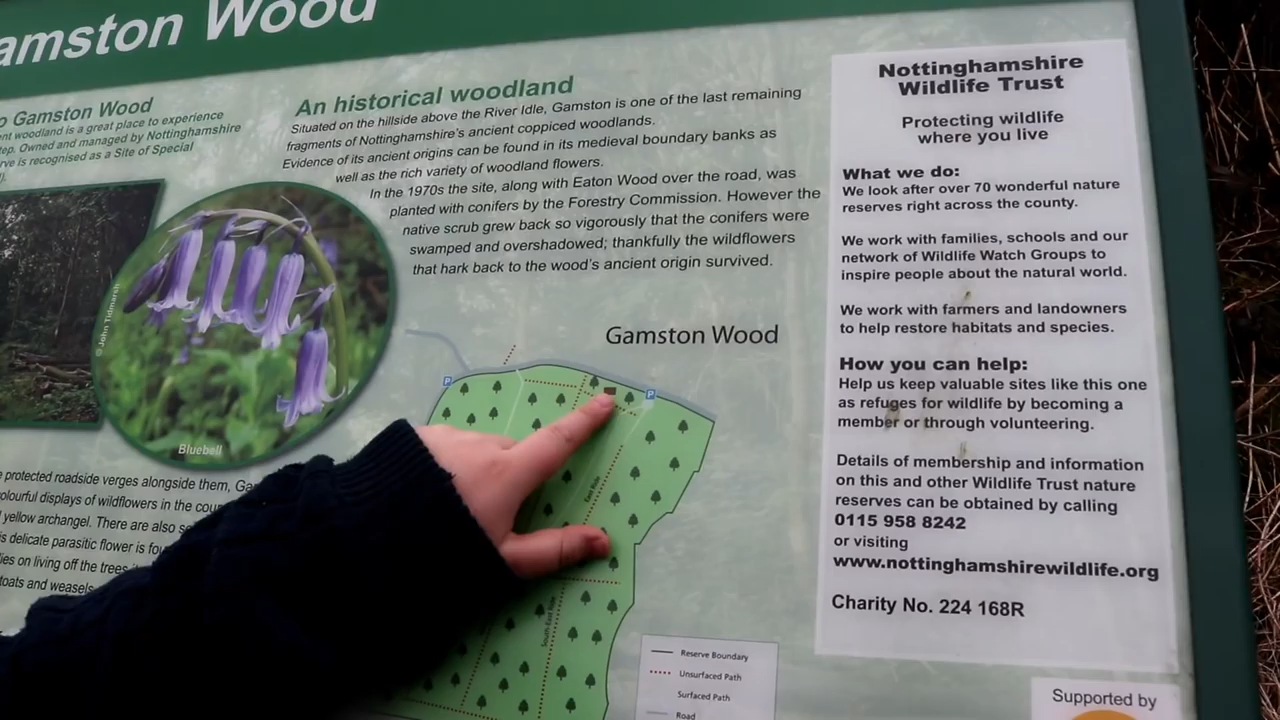 amston Wood
o Gamston Wood
nt woodland is a great place to experience
tep. Owned and managed by Nottinghamshire
rve is recognised as a Site of Special
).
An historical woodland
Situated on the hillside above the River Idle, Gamston is one of the last remaining
fragments of Nottinghamshire's ancient coppiced woodlands.
Evidence of its ancient origins can be found in its medieval boundary banks as
well as the rich variety of woodland flowers.
In the 1970s the site, along with Eaton Wood over the road, was
planted with conifers by the Forestry Commission. However the
native scrub grew back so vigorously that the conifers were
swamped and overshadowed; thankfully the wildflowers
that hark back to the wood's ancient origin survived.
© John Tidmarsh
Bluebell
e protected roadside verges alongside them, Ga
olourful displays of wildflowers in the cou
yellow archangel. There are also s
is delicate parasitic flower is fou
ies on living off the trees
toats and weasels
Gamston Wood
P
P
East Ride
South East Ride
Reserve Boundary
Unsurfaced Path
Surfaced Path
Road
Nottinghamshire
Wildlife Trust
Protecting wildlife
where you live
What we do:
We look after over 70 wonderful nature
reserves right across the county.
We work with families, schools and our
network of Wildlife Watch Groups to
inspire people about the natural world.
We work with farmers and landowners
to help restore habitats and species.
How you can help:
Help us keep valuable sites like this one
as refuges for wildlife by becoming a
member or through volunteering.
Details of membership and information
on this and other Wildlife Trust nature
reserves can be obtained by calling
0115 958 8242
or visiting
www.nottinghamshirewildlife.org
Charity No. 224 168R
Supported by